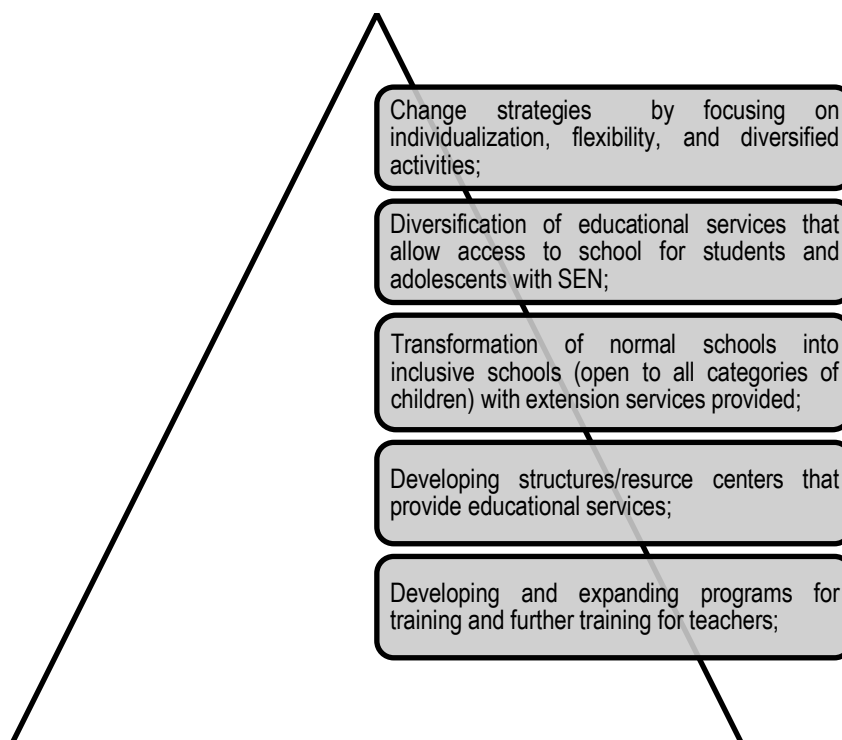 Change strategies by focusing on
individualization, flexibility, and diversified
activities;
Diversification of educational services that
allow access to school for students and
adolescents with SEN;
Transformation of normal schools into
inclusive schools (open to all categories of
children) with extension services provided;
Developing structures/resurce centers that
provide educational services;
Developing and expanding programs for
training and further training for teachers;